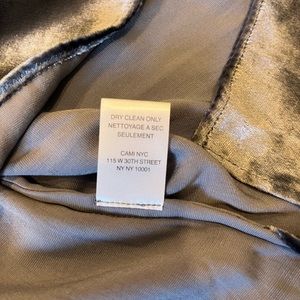 DRY CLEAN ONLY
NETTOYAGE A SEC
SEULEMENT
CAMI NYC
115 W 30TH STREET
NY NY 10001